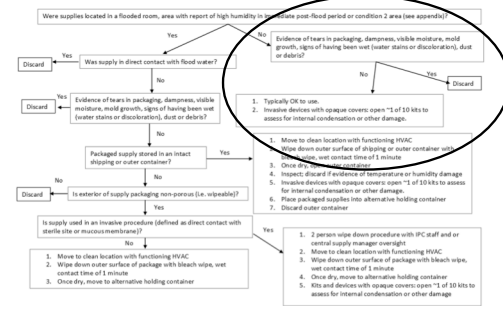 Were supplies located in a flooded room, area with report of high humidity in immediate post-flood period or condition 2 area (see appendix)?
Yes
No
Evidence of tears in packaging, dampness, visible moisture, mold
growth, signs of having been wet (water stains or discoloration), dust
or debris?
Yes
Discard
Was supply in direct contact with flood water?
No
Yes
Discard
No
Evidence of tears in packaging, dampness, visible
moisture, mold growth, signs of having been wet
(water stains or discoloration), dust or debris?
Yes
Discard
1. Typically OK to use.
2. Invasive devices with opaque covers: open ~1 of 10 kits to
assess for internal condensation or other damage.
No
Packaged supply stored in an intact
shipping or outer container?
Yes
1. Move to clean location with functioning HVAC
Wipe down outer surface of shipping or outer container with
bleach wipe, wet contact time of 1 minute
3. Once dry, open outer container
4. Inspect; discard if evidence of temperature or humidity damage
5. Invasive devices with opaque covers: open ~1 of 10 kits to assess
for internal condensation or other damage.
6. Place packaged supplies into alternative holding container
7. Discard outer container
No
No
Discard
Is exterior of supply packaging non-porous (i.e. wipeable)?
Yes
Is supply used in an invasive procedure (defined as direct contact with
sterile site or mucous membrane)?
Yes
No
1. Move to clean location with functioning HVAC
2. Wipe down outer surface of package with bleach wipe, wet
contact time of 1 minute
3. Once dry, move to alternative holding container
1. 2 person wipe down procedure with IPC staff and or
central supply manager oversight
2. Move to clean location with functioning HVAC
3. Wipe down outer surface of package with bleach wipe,
wet contact time of 1 minute
4. Once dry, move to alternative holding container
5. Kits and devices with opaque covers: open ~1 of 10 kits to
assess for internal condensation or other damage